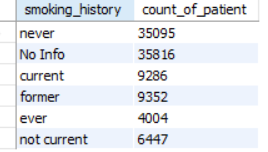 smoking_history count_of_patient
never 35095
No Info 35816
current 9286
former 9352
ever 4004
not current 6447